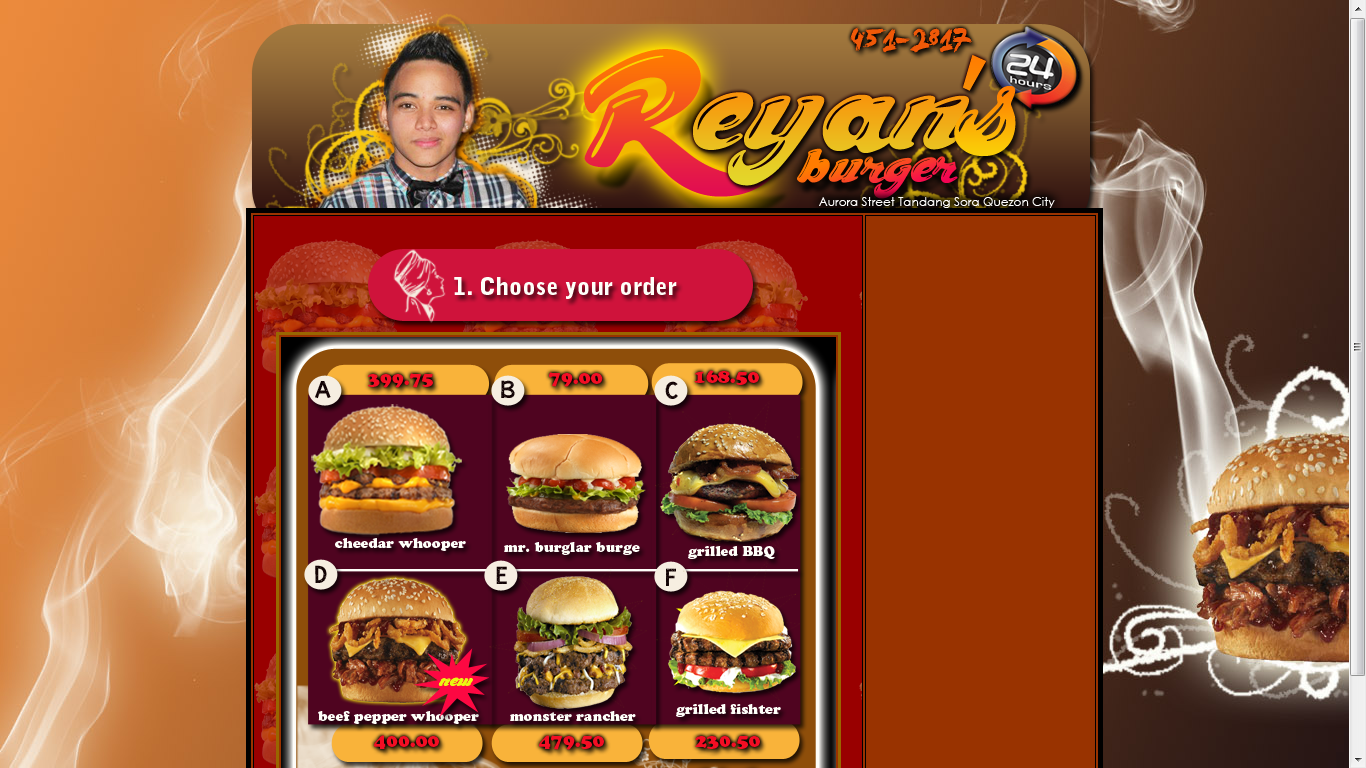 451-2817
24
hours
Reyan's
burger
Aurora Street Tandang Sora Quezon City
1. Choose your order
A 399.75
B 79.00
C 168.50
cheedar whooper
mr. burglar burge
grilled BBQ
D
E
F
new
beef pepper whooper
monster rancher
grilled fishter
400.00
479.50
230.50